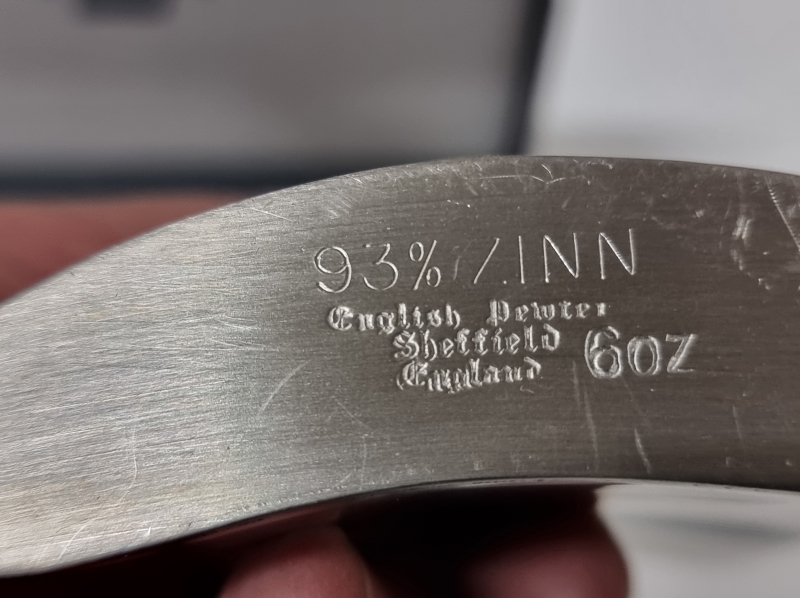 93% ZINN
English Pewter
Sheffield
England
6oz